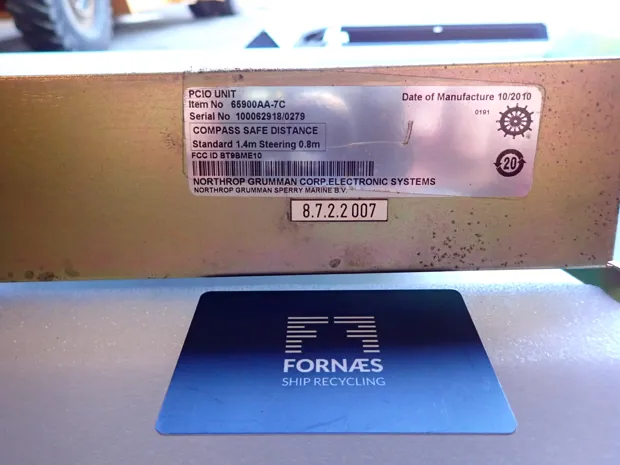 PCIO UNIT
Item No 65900AA-7C
Serial No 100062918/0279
COMPASS SAFE DISTANCE
Standard 1.4m Steering 0.8m
FCC ID BT9BME10
NORTHROP GRUMMAN CORP.ELECTRONIC SYSTEMS
NORTHROP GRUMMAN SPERRY MARINE B.V.
Date of Manufacture 10/2010
0191
20
8.7.2.2 007
FORNÆS
SHIP RECYCLING